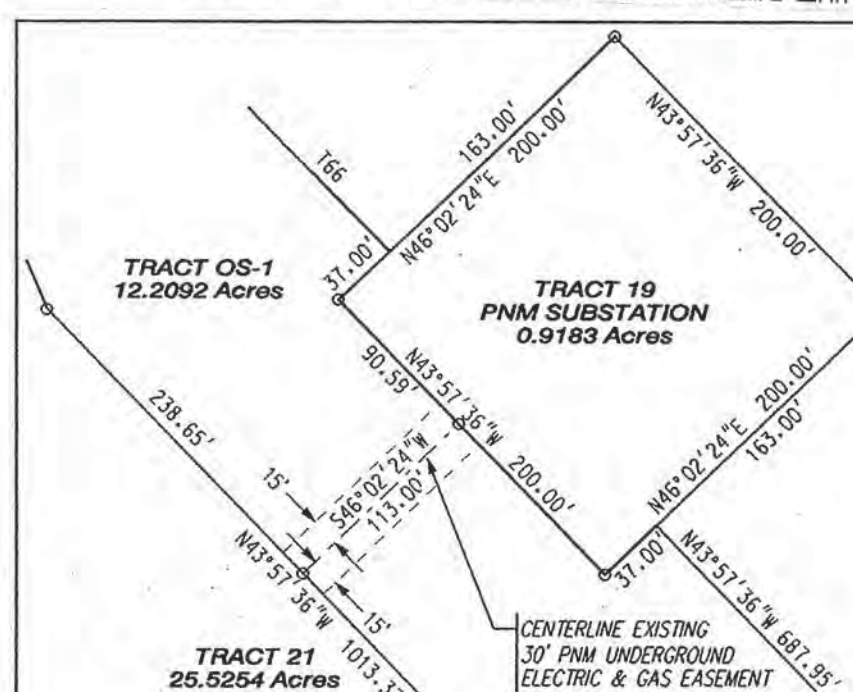 163.00'
N46°02'24"E 200.00'
N43°57'36"W 200.00'
T66
37.00'
TRACT OS-1
12.2092 Acres
TRACT 19
PNM SUBSTATION
0.9183 Acres
90.59'
N43°57'36"W 200.00'
238.65'
15'
S46°02'24"W
113.00'
N46°02'24"E 200.00'
163.00'
37.00'
N43°57'36"W 687.95'
N43°57'36"W
15'
CENTERLINE EXISTING
30' PNM UNDERGROUND
ELECTRIC & GAS EASEMENT
TRACT 21
25.5254 Acres